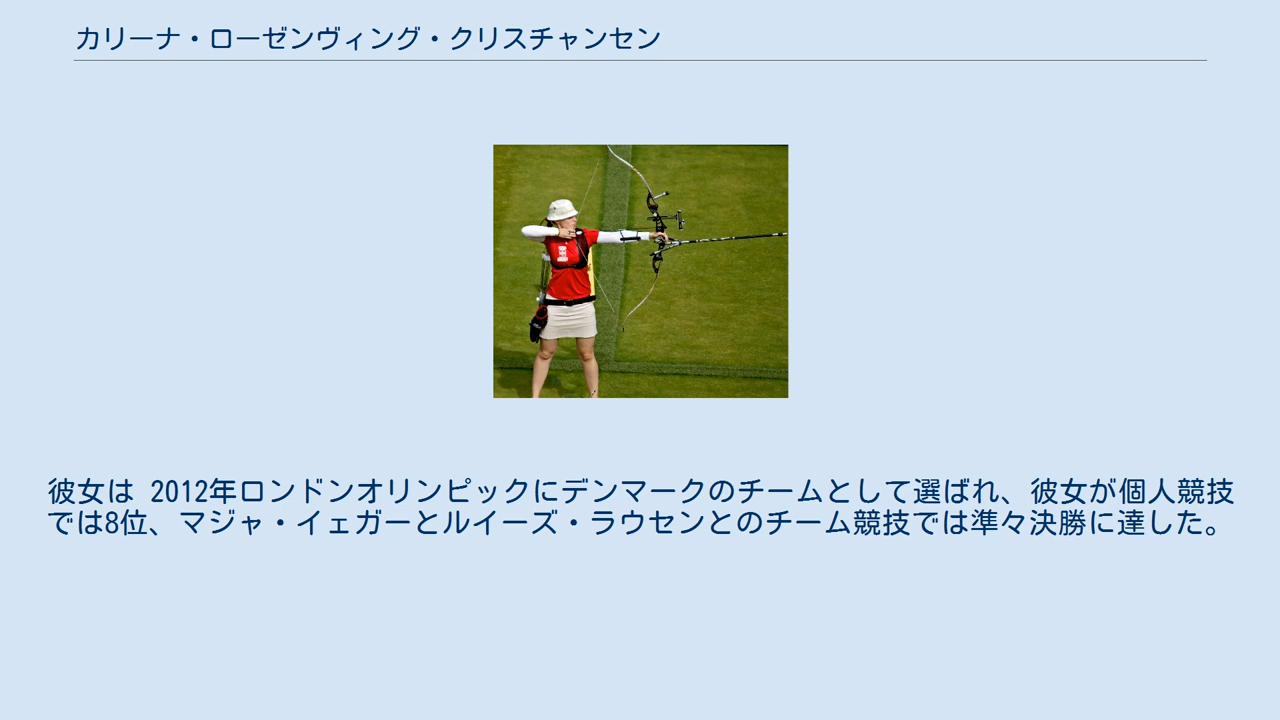 カリーナ・ローゼンヴィング・クリスチャンセン
彼女は 2012年ロンドンオリンピックにデンマークのチームとして選ばれ、彼女が個人競技
では8位、マジャ・イェガーとルイーズ・ラウセンとのチーム競技では準々決勝に達した。